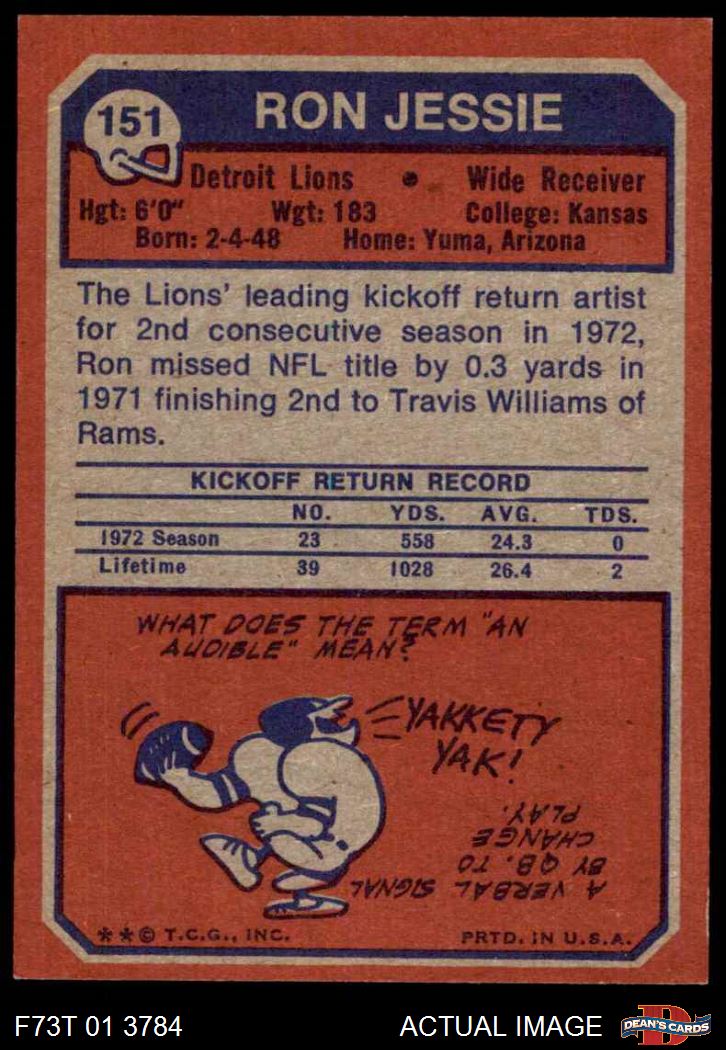 151
RON JESSIE
Detroit Lions • Wide Receiver
Hgt: 6'0" Wgt: 183 College: Kansas
Born: 2-4-48 Home: Yuma, Arizona
The Lions' leading kickoff return artist
for 2nd consecutive season in 1972,
Ron missed NFL title by 0.3 yards in
1971 finishing 2nd to Travis Williams of
Rams.
KICKOFF RETURN RECORD
NO. YDS. AVG. TDS.
1972 Season 23 558 24.3 0
Lifetime 39 1028 26.4 2
WHAT DOES THE TERM "AN
AUDIBLE" MEAN?
YAKKETY
YAK!
A VERBAL SIGNAL
BY QB. TO
CHANGE
PLAY.
**© T.C.G., INC. PRTD. IN U.S.A.
F73T 01 3784 ACTUAL IMAGE
D
DEAN'S CARDS